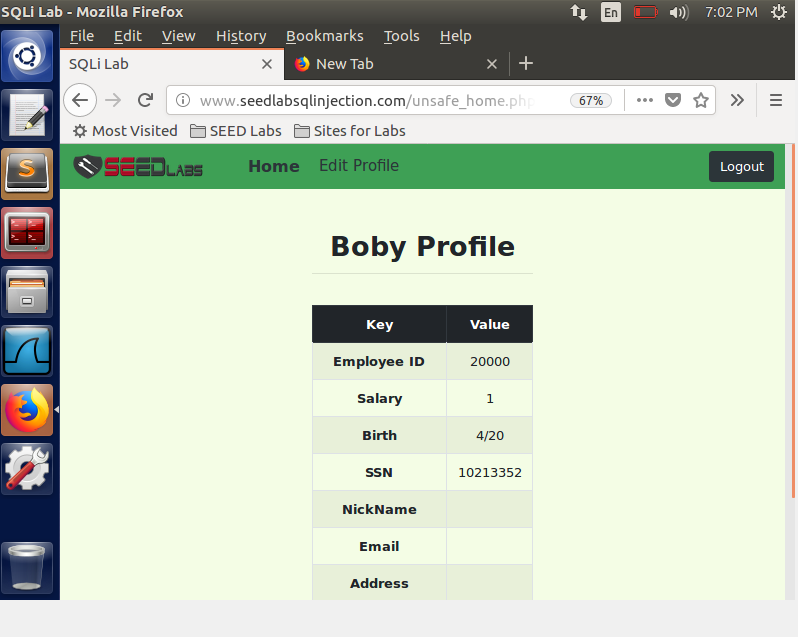 SQLi Lab - Mozilla Firefox
En
7:02 PM
File Edit View History Bookmarks Tools Help
SQLi Lab
New Tab
www.seedlabsqlinjection.com/unsafe_home.php
67%
Most Visited SEED Labs Sites for Labs
SEEDLABS
Home Edit Profile
Logout
Boby Profile
Key Value
Employee ID 20000
Salary 1
Birth 4/20
SSN 10213352
NickName
Email
Address